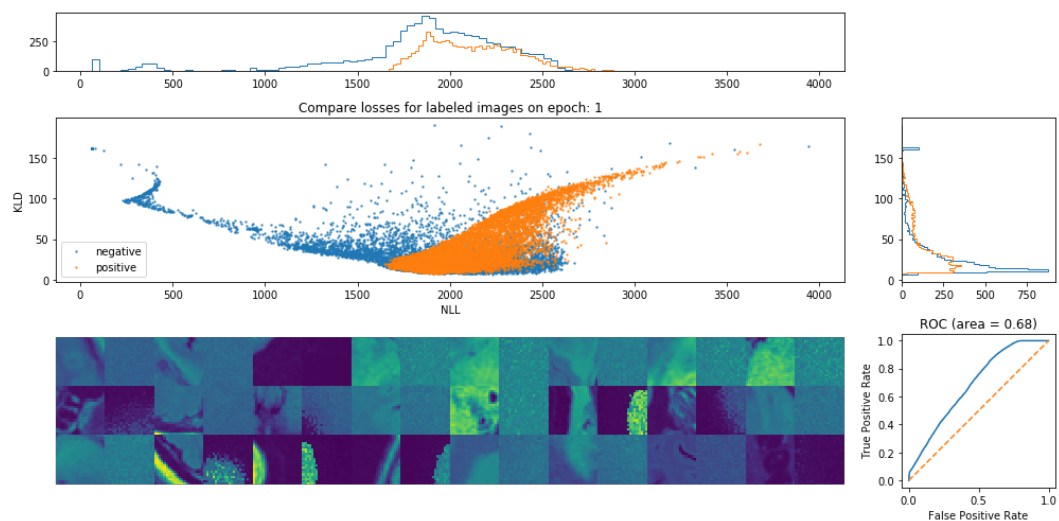 250
0
0 500 1000 1500 2000 2500 3000 3500 4000
Compare losses for labeled images on epoch: 1
150
100
50
0
KLD
negative
positive
0 500 1000 1500 2000 2500 3000 3500 4000
NLL
150
100
50
0
0 250 500 750
ROC (area = 0.68)
1.0
0.8
0.6
0.4
0.2
0.0
True Positive Rate
0.0 0.5 1.0
False Positive Rate